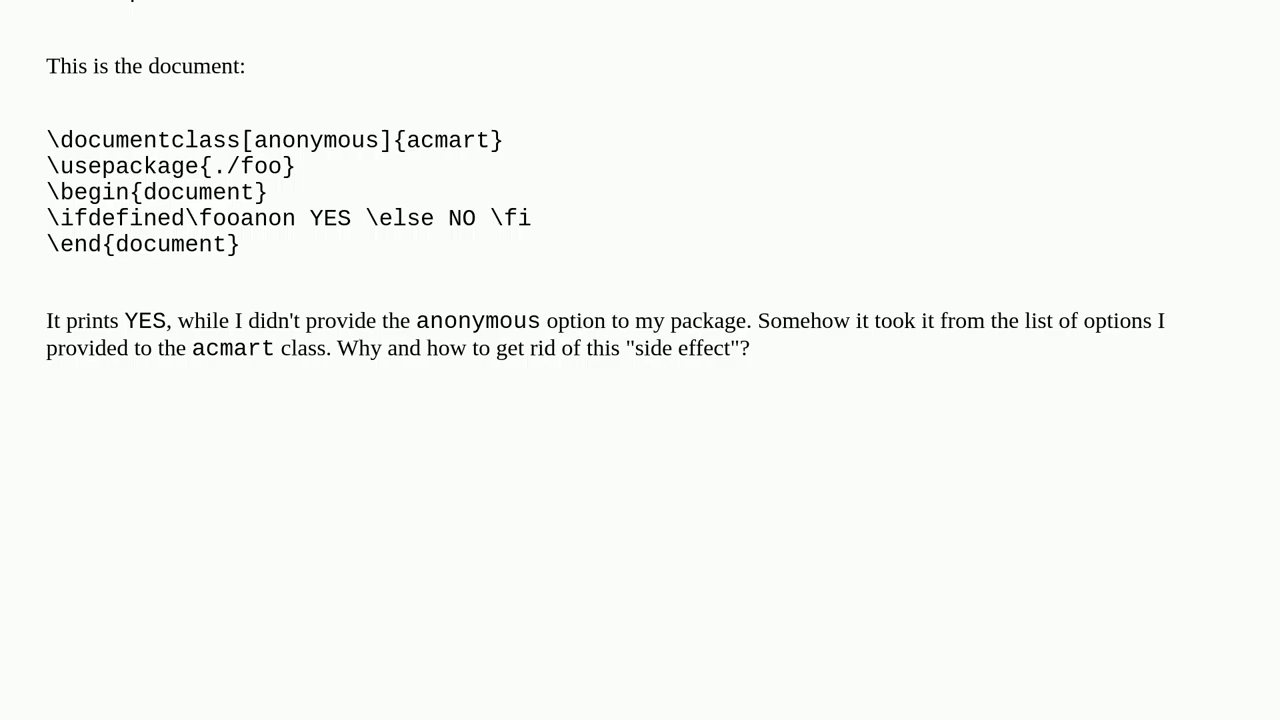 This is the document:
\documentclass[anonymous]{acmart}
\usepackage{./foo}
\begin{document}
\ifdefined\fooanon YES \else NO \fi
\end{document}
It prints YES, while I didn't provide the anonymous option to my package. Somehow it took it from the list of options I
provided to the acmart class. Why and how to get rid of this "side effect"?